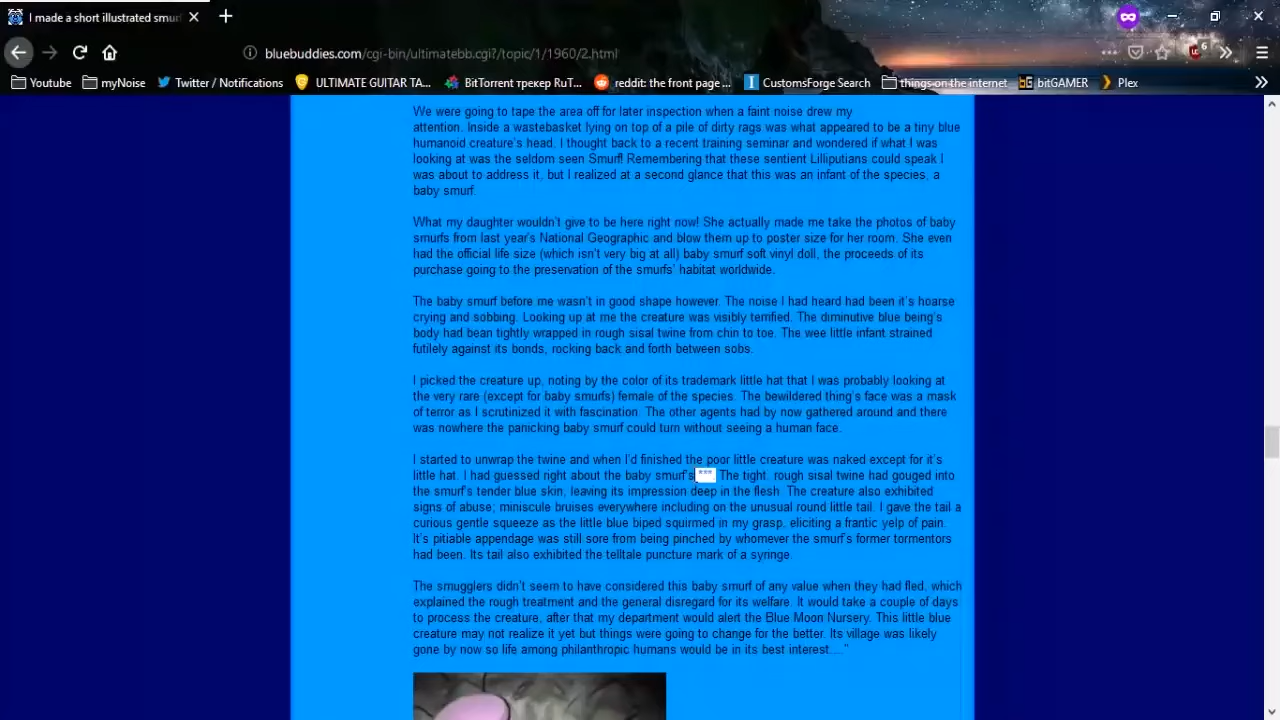 I made a short illustrated smur
bluebuddies.com/cgi-bin/ultimatebb.cgi?/topic/1/1960/2.html
6
Youtube
myNoise
Twitter / Notifications
ULTIMATE GUITAR TA...
BitTorrent трекер RuT...
reddit: the front page ...
CustomsForge Search
things-on the internet
bitGAMER
Plex
We were going to tape the area off for later inspection when a faint noise drew my
attention. Inside a wastebasket lying on top of a pile of dirty rags was what appeared to be a tiny blue
humanoid creature's head. I thought back to a recent training seminar and wondered if what I was
looking at was the seldom seen Smurf! Remembering that these sentient Lilliputians could speak I
was about to address it, but I realized at a second glance that this was an infant of the species, a
baby smurf.
What my daughter wouldn't give to be here right now! She actually made me take the photos of baby
smurfs from last year's National Geographic and blow them up to poster size for her room. She even
had the official life size (which isn't very big at all) baby smurf soft vinyl doll, the proceeds of its
purchase going to the preservation of the smurfs' habitat worldwide.
The baby smurf before me wasn't in good shape however. The noise I had heard had been it's hoarse
crying and sobbing. Looking up at me the creature was visibly terrified. The diminutive blue being's
body had bean tightly wrapped in rough sisal twine from chin to toe. The wee little infant strained
futilely against its bonds, rocking back and forth between sobs.
I picked the creature up, noting by the color of its trademark little hat that I was probably looking at
the very rare (except for baby smurfs) female of the species. The bewildered thing's face was a mask
of terror as I scrutinized it with fascination. The other agents had by now gathered around and there
was nowhere the panicking baby smurf could turn without seeing a human face.
I started to unwrap the twine and when I'd finished the poor little creature was naked except for it's
little hat. I had guessed right about the baby smurf's *** The tight, rough sisal twine had gouged into
the smurf's tender blue skin, leaving its impression deep in the flesh. The creature also exhibited
signs of abuse; miniscule bruises everywhere including on the unusual round little tail. I gave the tail a
curious gentle squeeze as the little blue biped squirmed in my grasp, eliciting a frantic yelp of pain.
It's pitiable appendage was still sore from being pinched by whomever the smurf's former tormentors
had been. Its tail also exhibited the telltale puncture mark of a syringe.
The smugglers didn't seem to have considered this baby smurf of any value when they had fled, which
explained the rough treatment and the general disregard for its welfare. It would take a couple of days
to process the creature, after that my department would alert the Blue Moon Nursery. This little blue
creature may not realize it yet but things were going to change for the better. Its village was likely
gone by now so life among philanthropic humans would be in its best interest...."